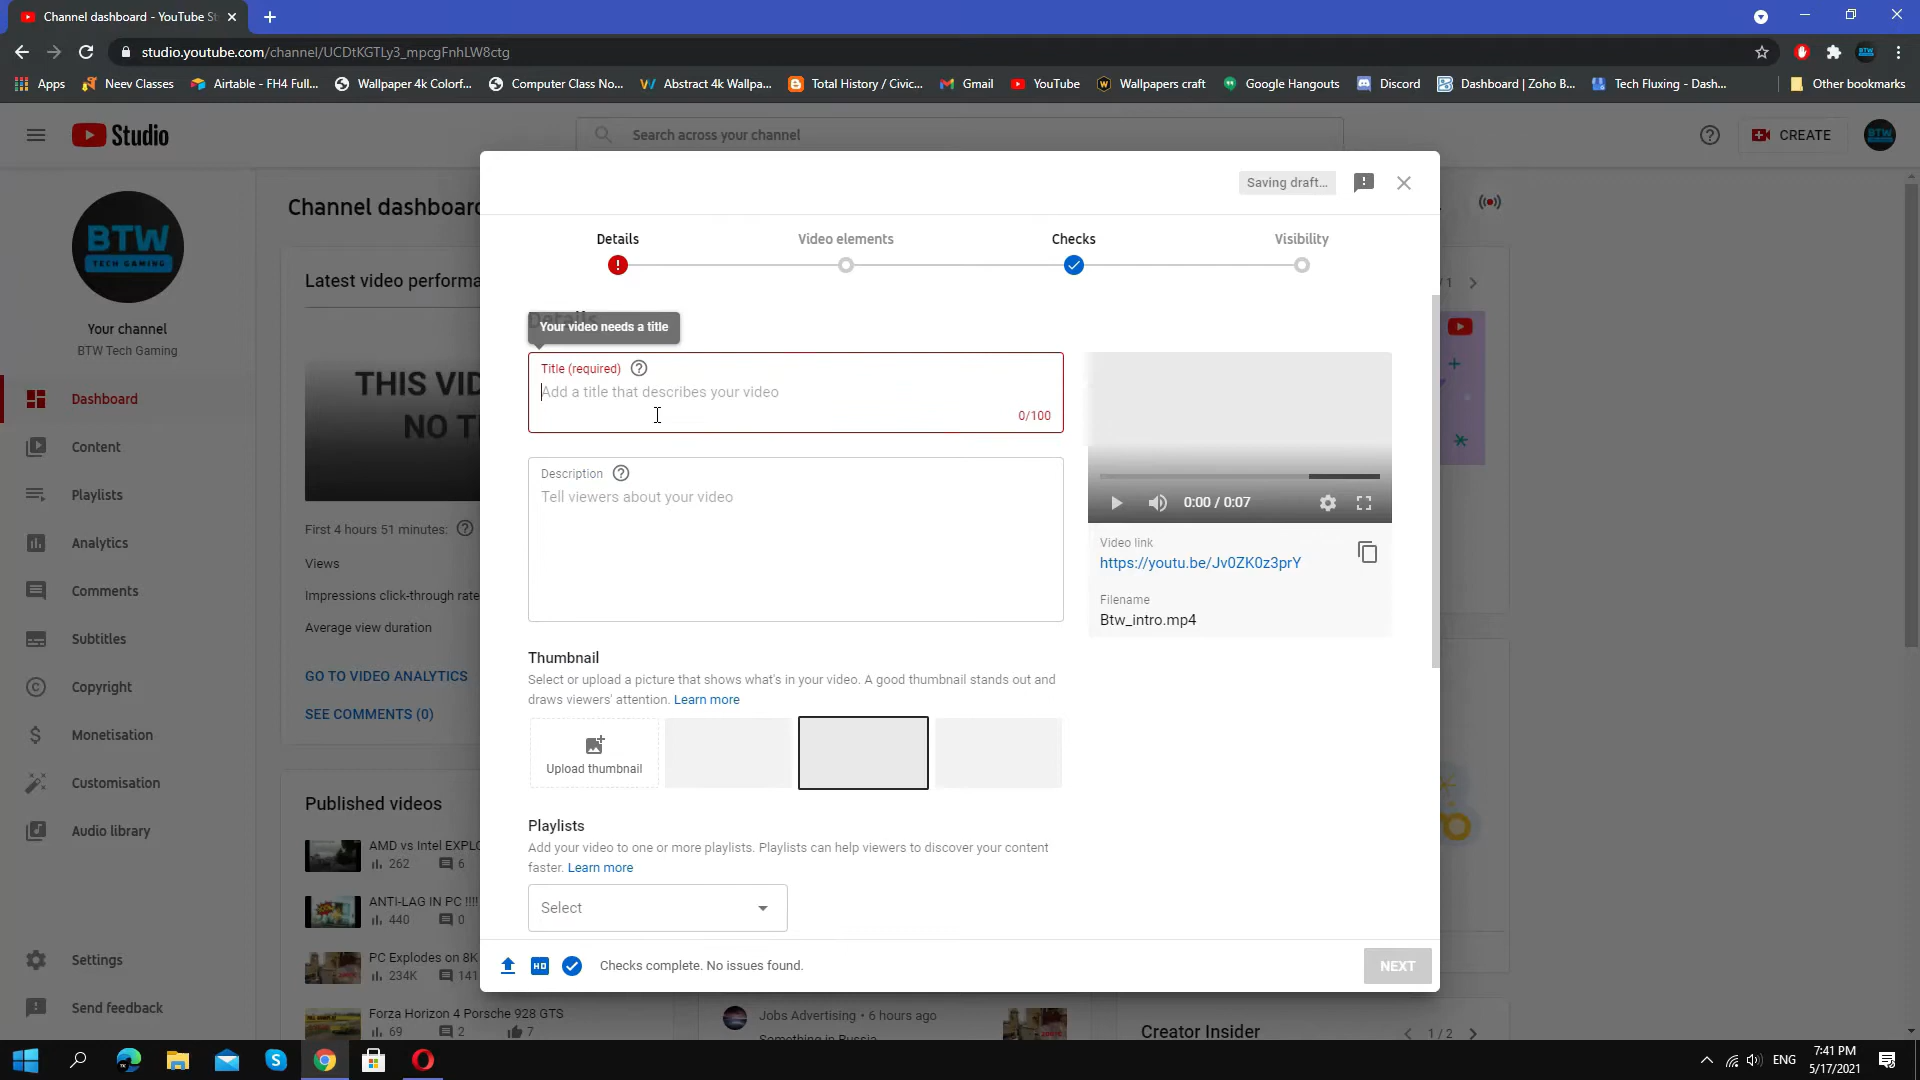 Channel dashboard - YouTube St
studio.youtube.com/channel/UCDtKGTLy3_mpcgFnhLW8ctg
Apps
Neev Classes
Airtable - FH4 Full...
Wallpaper 4k Colorf...
Computer Class No...
Abstract 4k Wallpa...
Total History / Civic...
Gmail
YouTube
Wallpapers craft
Google Hangouts
Discord
Dashboard | Zoho B...
Tech Fluxing - Dash...
Other bookmarks
Studio
Search across your channel
CREATE
BTW
TECH GAMING
Your channel
BTW Tech Gaming
Dashboard
Content
Playlists
Analytics
Comments
Subtitles
Copyright
Monetisation
Customisation
Audio library
Settings
Send feedback
Channel dashboard
Latest video performa
THIS VID
NO T
First 4 hours 51 minutes:
Views
Impressions click-through rate
Average view duration
GO TO VIDEO ANALYTICS
SEE COMMENTS (0)
Published videos
AMD vs Intel EXPLO
262
6
ANTI-LAG IN PC !!!!
440
0
PC Explodes on 8K
234K
141
Forza Horizon 4 Porsche 928 GTS
69
2
7
Saving draft...
Details
Video elements
Checks
Visibility
Details
Your video needs a title
Title (required)
Add a title that describes your video
0/100
Description
Tell viewers about your video
0:00 / 0:07
Video link
https://youtu.be/Jv0ZK0z3prY
Filename
Btw_intro.mp4
Thumbnail
Select or upload a picture that shows what's in your video. A good thumbnail stands out and
draws viewers' attention. Learn more
Upload thumbnail
Playlists
Add your video to one or more playlists. Playlists can help viewers to discover your content
faster. Learn more
Select
HD
Checks complete. No issues found.
NEXT
/ 1
Jobs Advertising • 6 hours ago
Something in Russia
Creator Insider
1 / 2
ENG
7:41 PM
5/17/2021